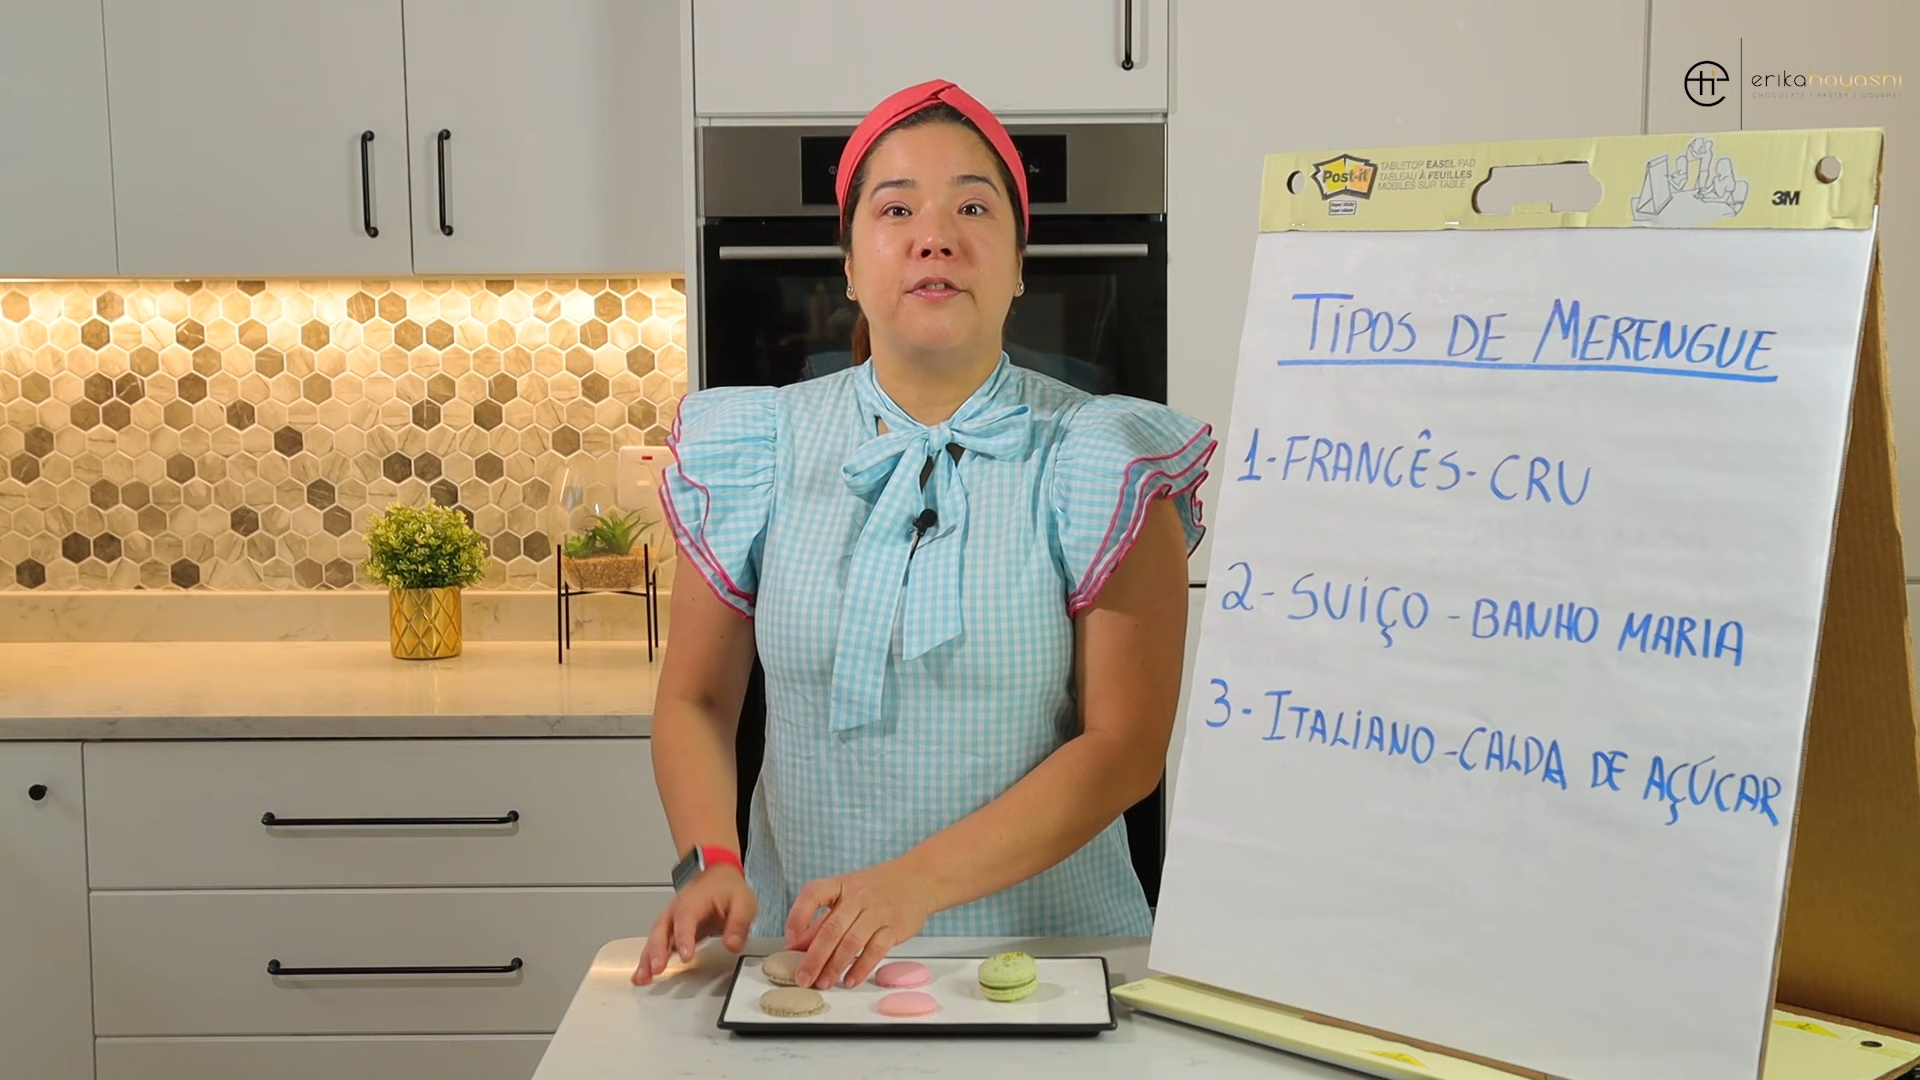 erikahayashi
CHOCOLATE | PASTRY | GOURMET
Post-it
TABLETOP EASEL PAD
TABLEAU À FEUILLES
MOBILES SUR TABLE
3M
TIPOS DE MERENGUE
1-FRANCÊS-CRU
2-SUIÇO-BANHO MARIA
3-ITALIANO-CALDA DE AÇÚCAR